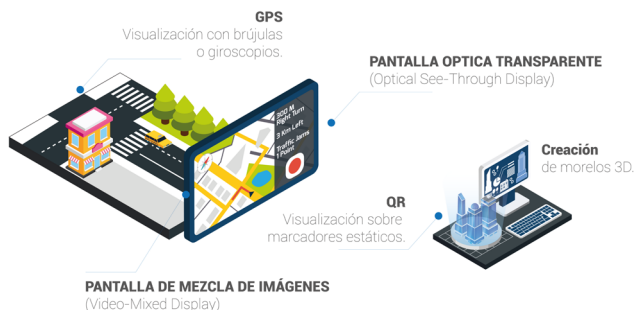 GPS
Visualización con brújulas
o giroscopios.
PANTALLA OPTICA TRANSPARENTE
(Optical See-Through Display)
300 M
Right Turn
3 Km Left
Traffic Jams
1 Point
Creación
de morelos 3D.
QR
Visualización sobre
marcadores estáticos.
PANTALLA DE MEZCLA DE IMÁGENES
(Video-Mixed Display)